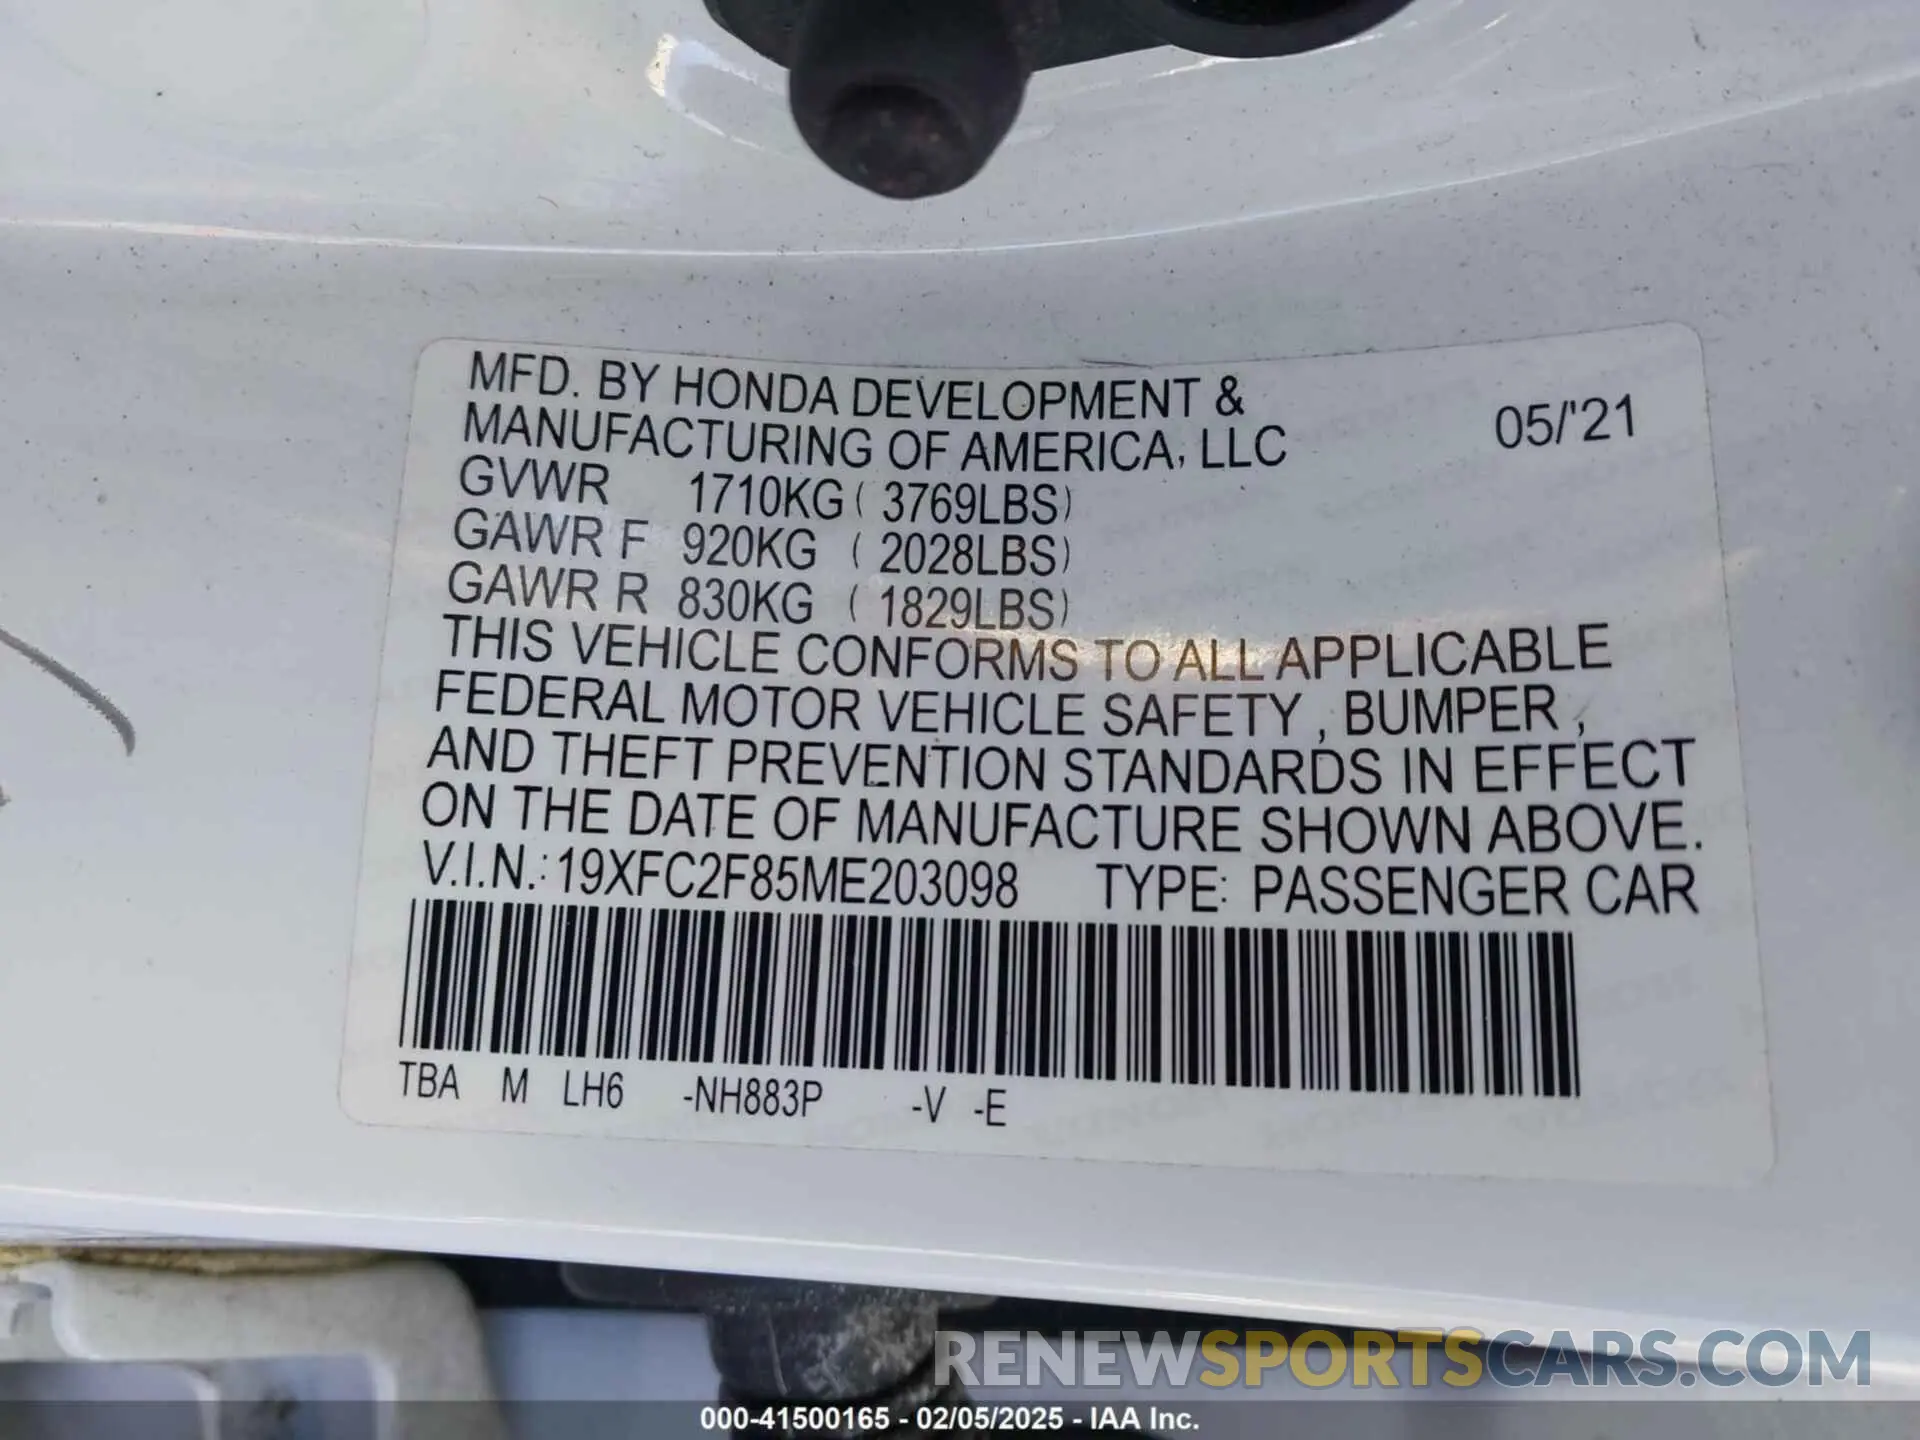 MFD. BY HONDA DEVELOPMENT &
MANUFACTURING OF AMERICA, LLC 05/'21
GVWR 1710KG ( 3769LBS)
GAWR F 920KG ( 2028LBS)
GAWR R 830KG ( 1829LBS)
THIS VEHICLE CONFORMS TO ALL APPLICABLE
FEDERAL MOTOR VEHICLE SAFETY , BUMPER ,
AND THEFT PREVENTION STANDARDS IN EFFECT
ON THE DATE OF MANUFACTURE SHOWN ABOVE.
V.I.N.: 19XFC2F85ME203098 TYPE: PASSENGER CAR
TBA M LH6 -NH883P -V -E
RENEWSPORTSCARS.COM
000-41500165 - 02/05/2025 - IAA Inc.